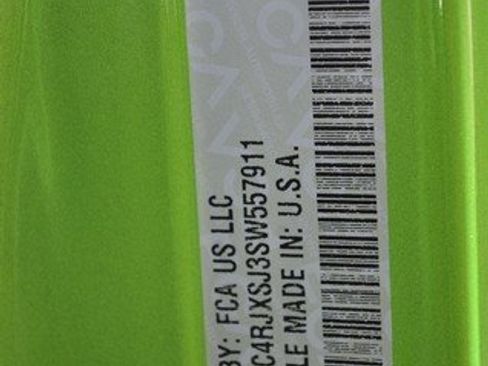 BY: FCA US LLC
C4RJXSJ3SW557911
LE MADE IN: U.S.A.